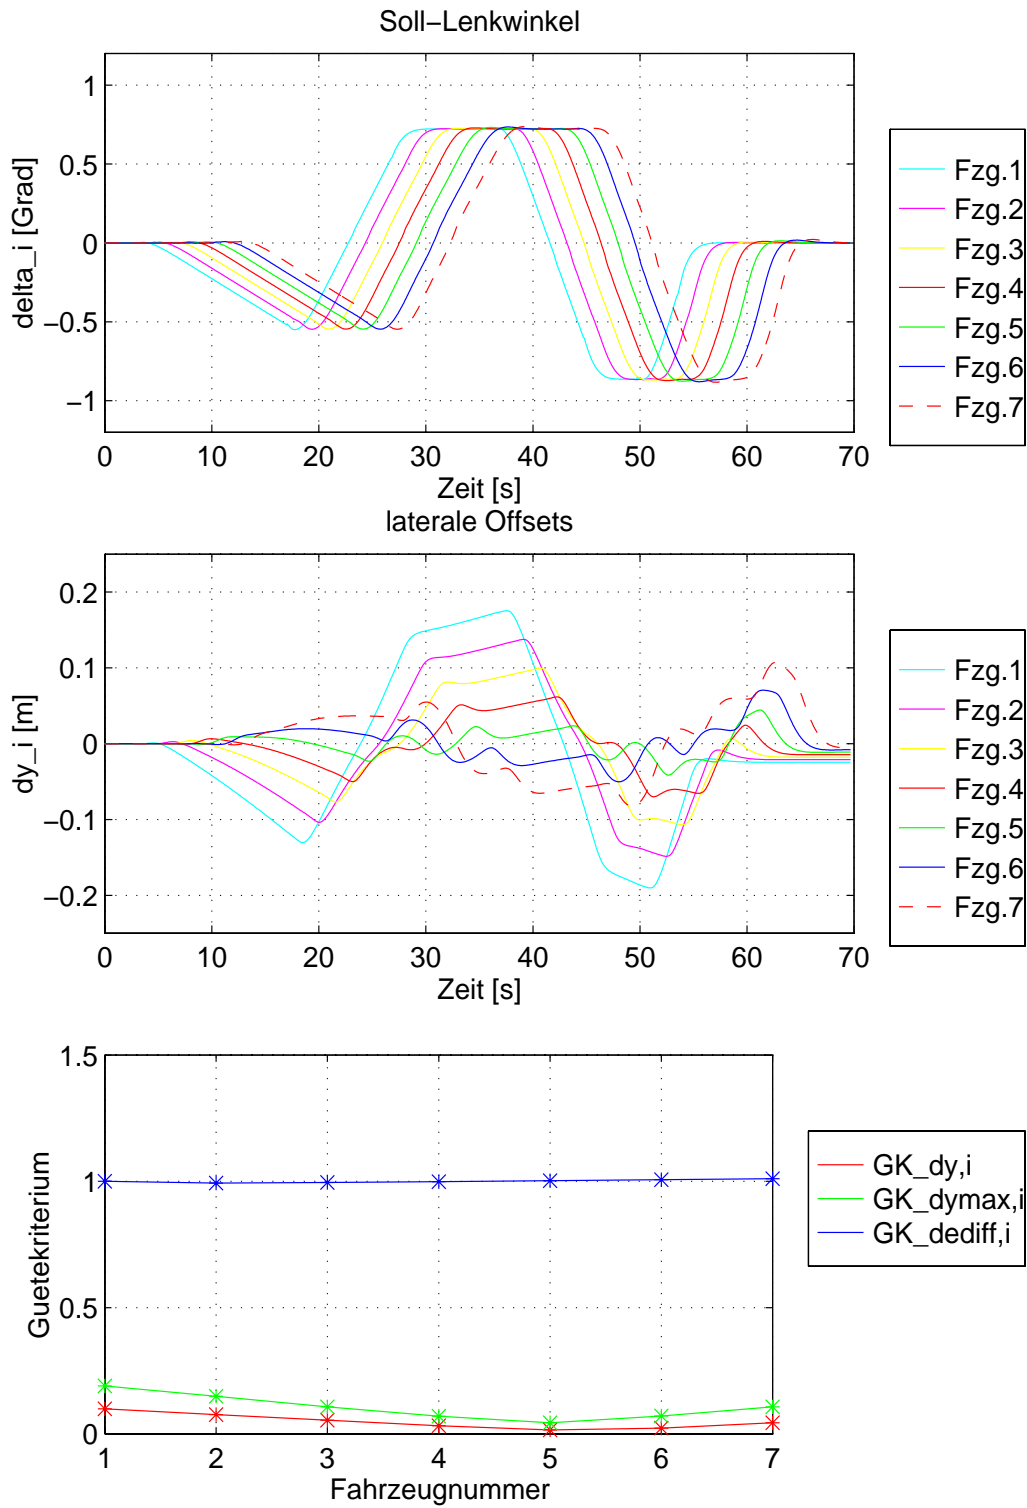 Soll−Lenkwinkel
1
0.5
0
−0.5
−1
delta_i [Grad]
0 10 20 30 40 50 60 70
Zeit [s]
Fzg.1
Fzg.2
Fzg.3
Fzg.4
Fzg.5
Fzg.6
Fzg.7
laterale Offsets
0.2
0.1
0
−0.1
−0.2
dy_i [m]
0 10 20 30 40 50 60 70
Zeit [s]
Fzg.1
Fzg.2
Fzg.3
Fzg.4
Fzg.5
Fzg.6
Fzg.7
1.5
1
0.5
0
Guetekriterium
1 2 3 4 5 6 7
Fahrzeugnummer
GK_dy,i
GK_dymax,i
GK_dediff,i